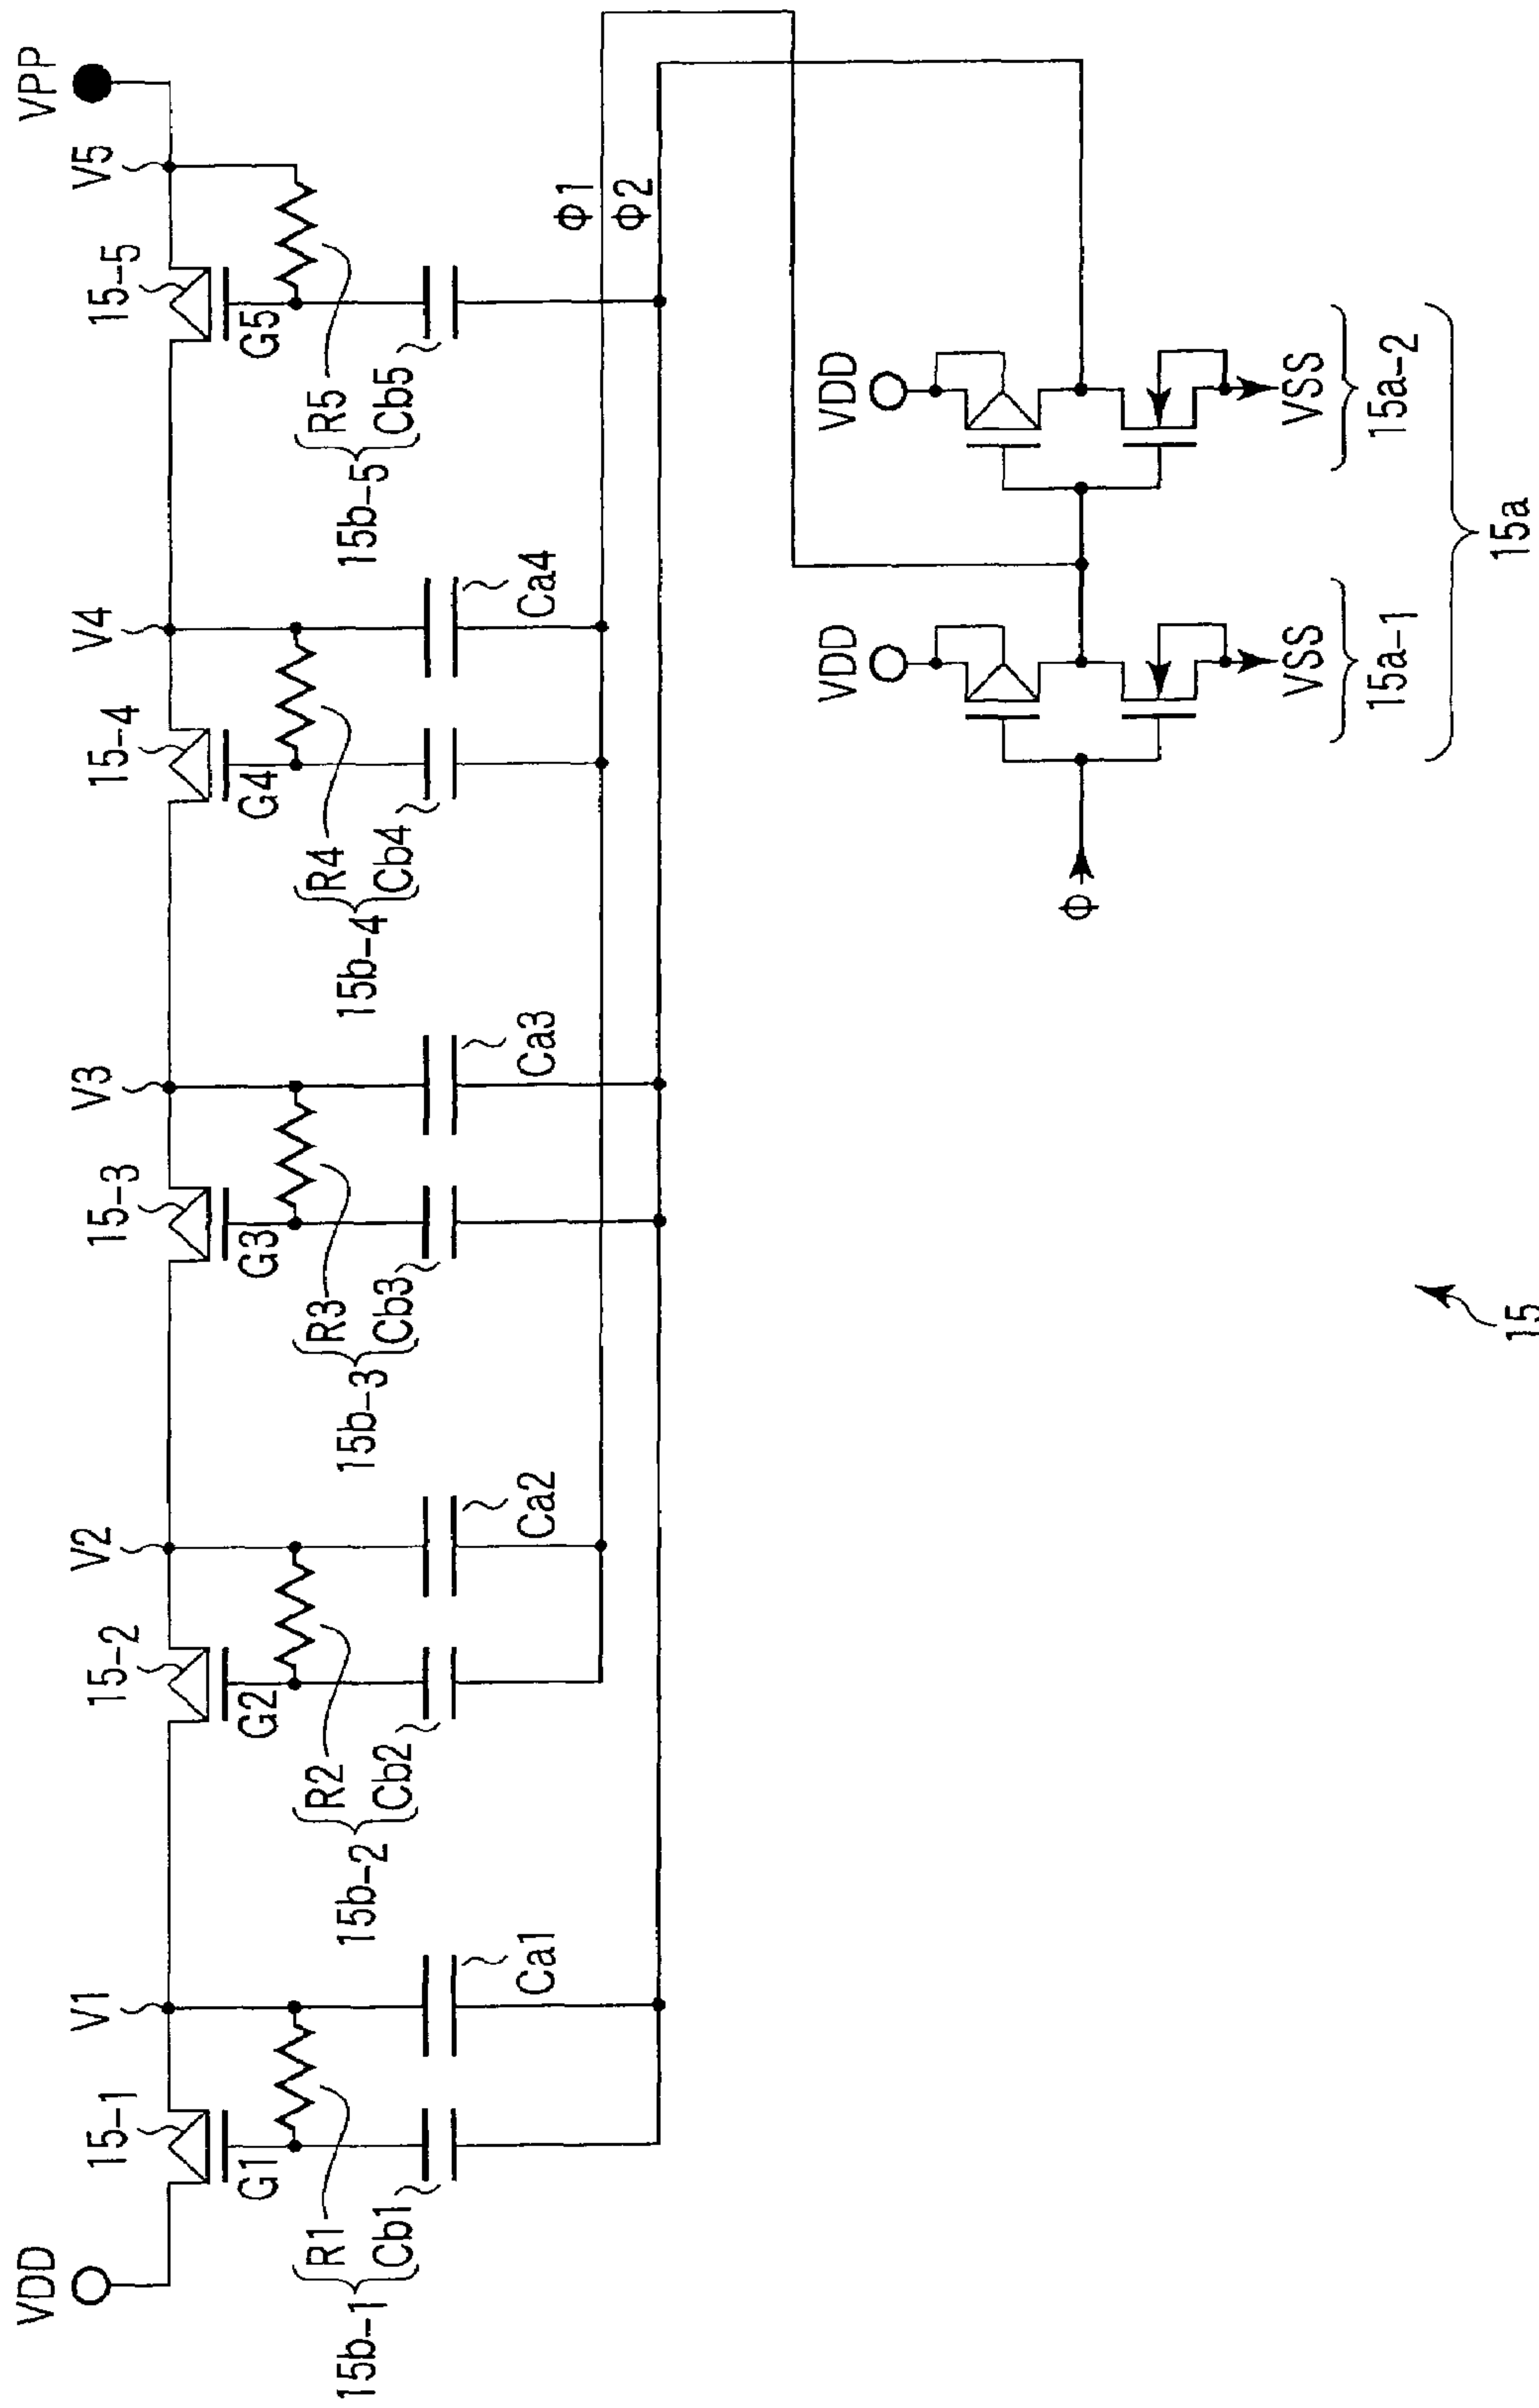 VDD
VPP
V1
V2
V3
V4
V5
15-1
15-2
15-3
15-4
15-5
G1
G2
G3
G4
G5
R1
R2
R3
R4
R5
Cb1
Cb2
Cb3
Cb4
Cb5
15b-1
15b-2
15b-3
15b-4
15b-5
Ca1
Ca2
Ca3
Ca4
Φ1
Φ2
VDD
VDD
Φ
VSS
VSS
15a-1
15a-2
15a
15